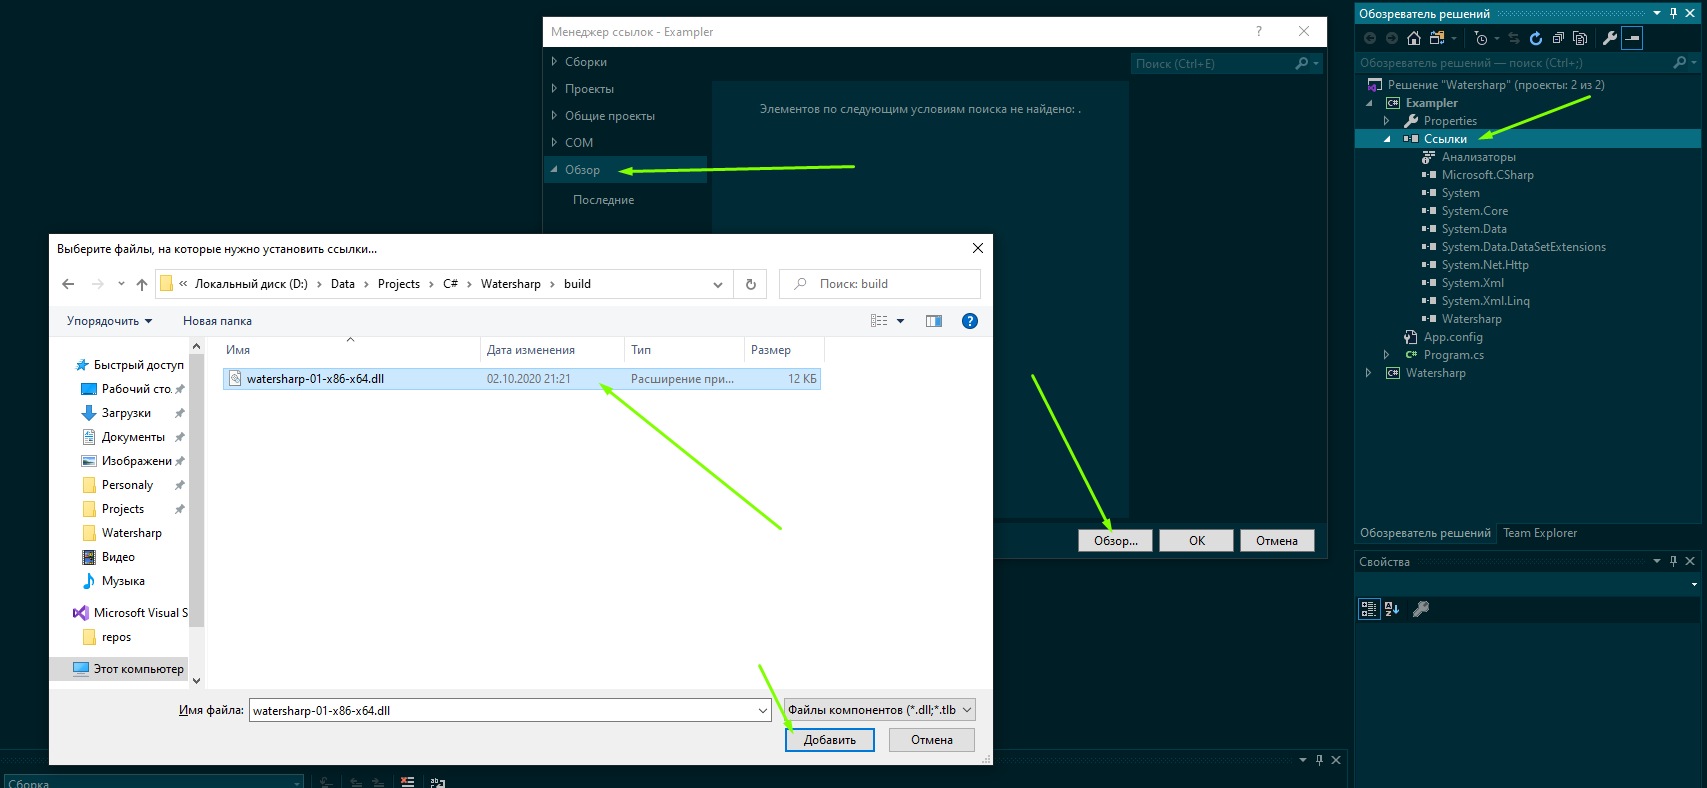 Менеджер ссылок - Exampler
?
Сборки
Проекты
Общие проекты
COM
Обзор
Последние
Поиск (Ctrl+E)
Элементов по следующим условиям поиска не найдено: .
Обзор...
ОК
Отмена
Выберите файлы, на которые нужно установить ссылки...
« Локальный диск (D:) › Data › Projects › C# › Watersharp › build
Поиск: build
Упорядочить
Новая папка
?
Имя Дата изменения Тип Размер
watersharp-01-x86-x64.dll 02.10.2020 21:21 Расширение при... 12 КБ
Быстрый доступ
Рабочий сто.
Загрузки
Документы
Изображени
Personaly
Projects
Watersharp
Видео
Музыка
Microsoft Visual S
repos
Этот компьютер
Имя файла: watersharp-01-x86-x64.dll
Файлы компонентов (*.dll;*.tlb
Добавить
Отмена
Сборка
Обозреватель решений
Обозреватель решений — поиск (Ctrl+;)
Решение "Watersharp" (проекты: 2 из 2)
C# Exampler
Properties
Ссылки
Анализаторы
Microsoft.CSharp
System
System.Core
System.Data
System.Data.DataSetExtensions
System.Net.Http
System.Xml
System.Xml.Linq
Watersharp
App.config
C# Program.cs
C# Watersharp
Обозреватель решений
Team Explorer
Свойства